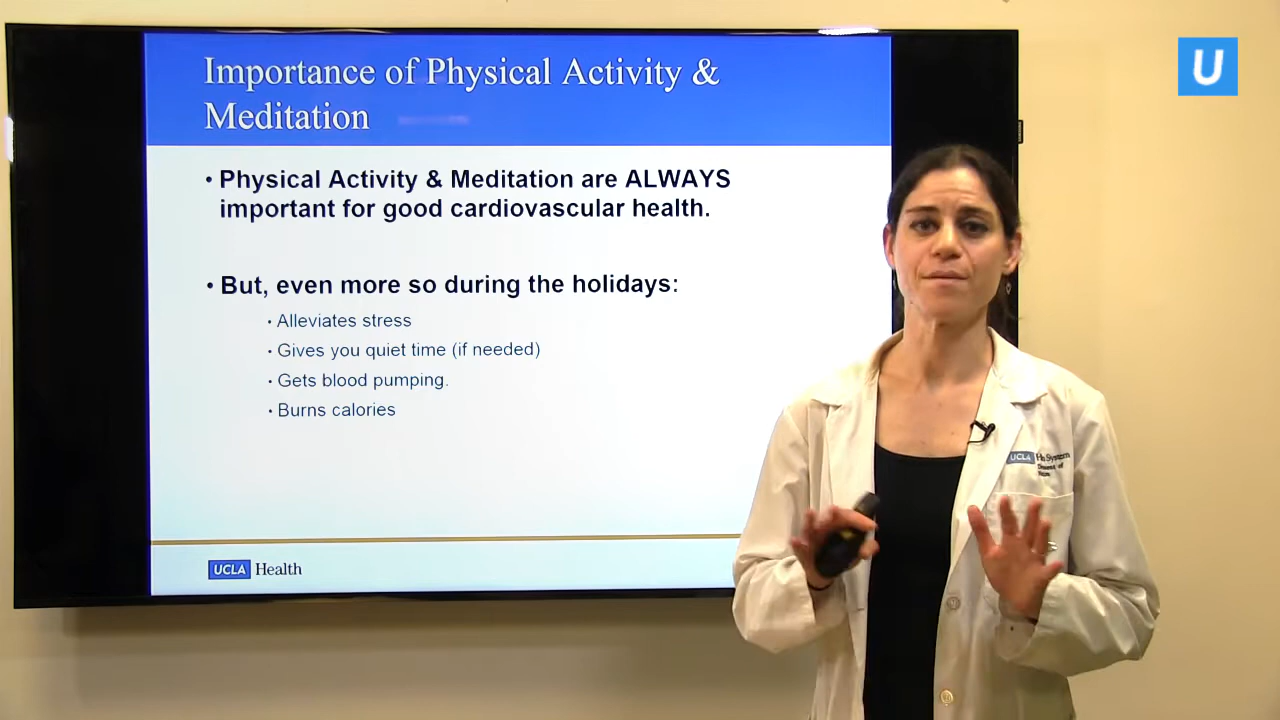 Importance of Physical Activity &
Meditation
• Physical Activity & Meditation are ALWAYS
important for good cardiovascular health.
• But, even more so during the holidays:
• Alleviates stress
• Gives you quiet time (if needed)
• Gets blood pumping.
• Burns calories
UCLA Health
U
UCLA